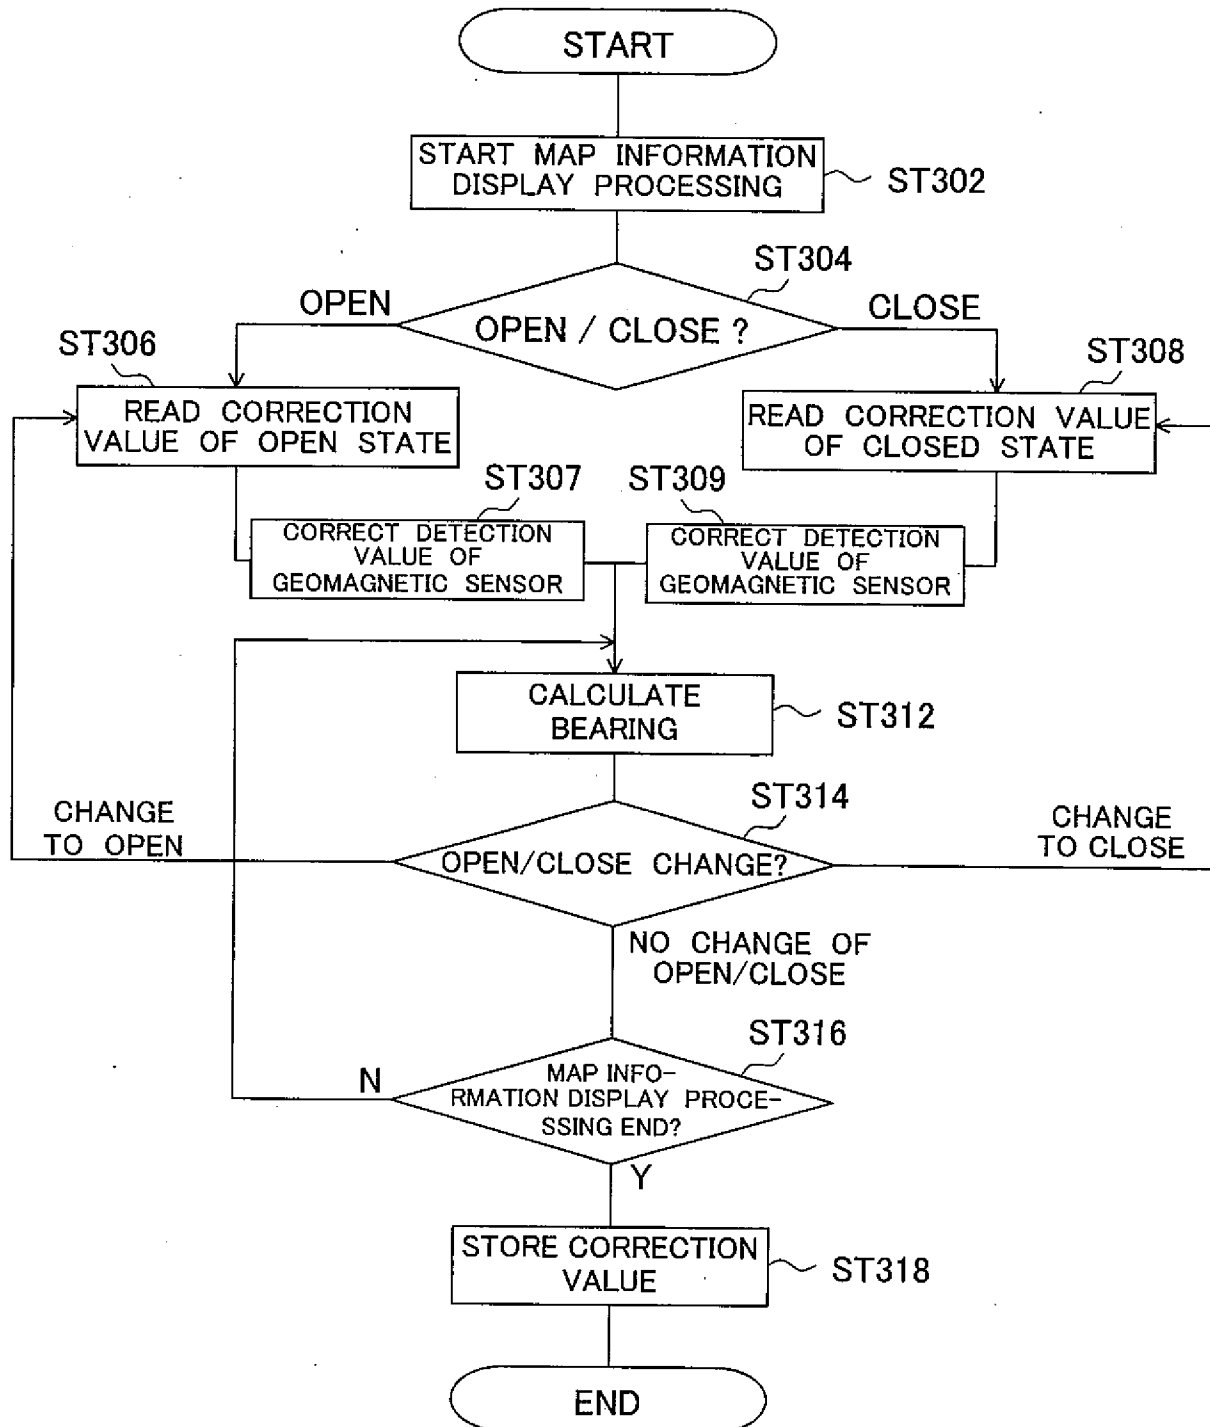 START
START MAP INFORMATION
DISPLAY PROCESSING
ST302
ST304
OPEN
CLOSE
OPEN / CLOSE ?
ST306
ST308
READ CORRECTION
VALUE OF OPEN STATE
READ CORRECTION VALUE
OF CLOSED STATE
ST307
ST309
CORRECT DETECTION
VALUE OF
GEOMAGNETIC SENSOR
CORRECT DETECTION
VALUE OF
GEOMAGNETIC SENSOR
CALCULATE
BEARING
ST312
ST314
CHANGE
TO OPEN
OPEN/CLOSE CHANGE?
CHANGE
TO CLOSE
NO CHANGE OF
OPEN/CLOSE
ST316
N
MAP INFO-
RMATION DISPLAY PROCE-
SSING END?
Y
STORE CORRECTION
VALUE
ST318
END